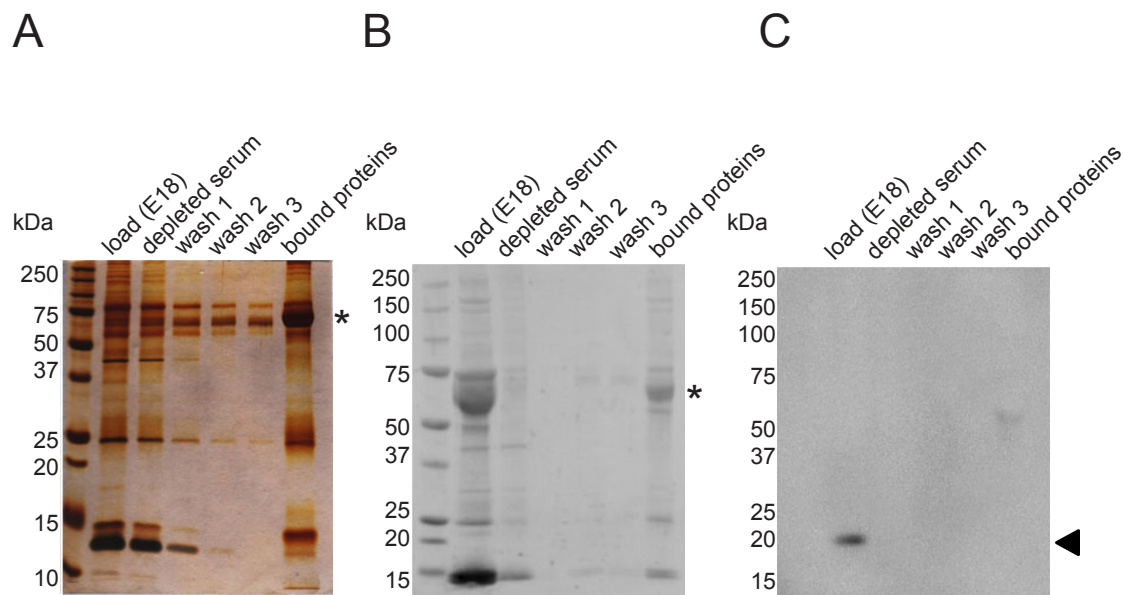 A
B
C
kDa
load (E18)
depleted serum
wash 1
wash 2
wash 3
bound proteins
250
75
50
37
25
20
15
10
*
kDa
load (E18)
depleted serum
wash 1
wash 2
wash 3
bound proteins
250
150
100
75
50
37
25
20
15
*
kDa
load (E18)
depleted serum
wash 1
wash 2
wash 3
bound proteins
250
150
100
75
50
37
25
20
15